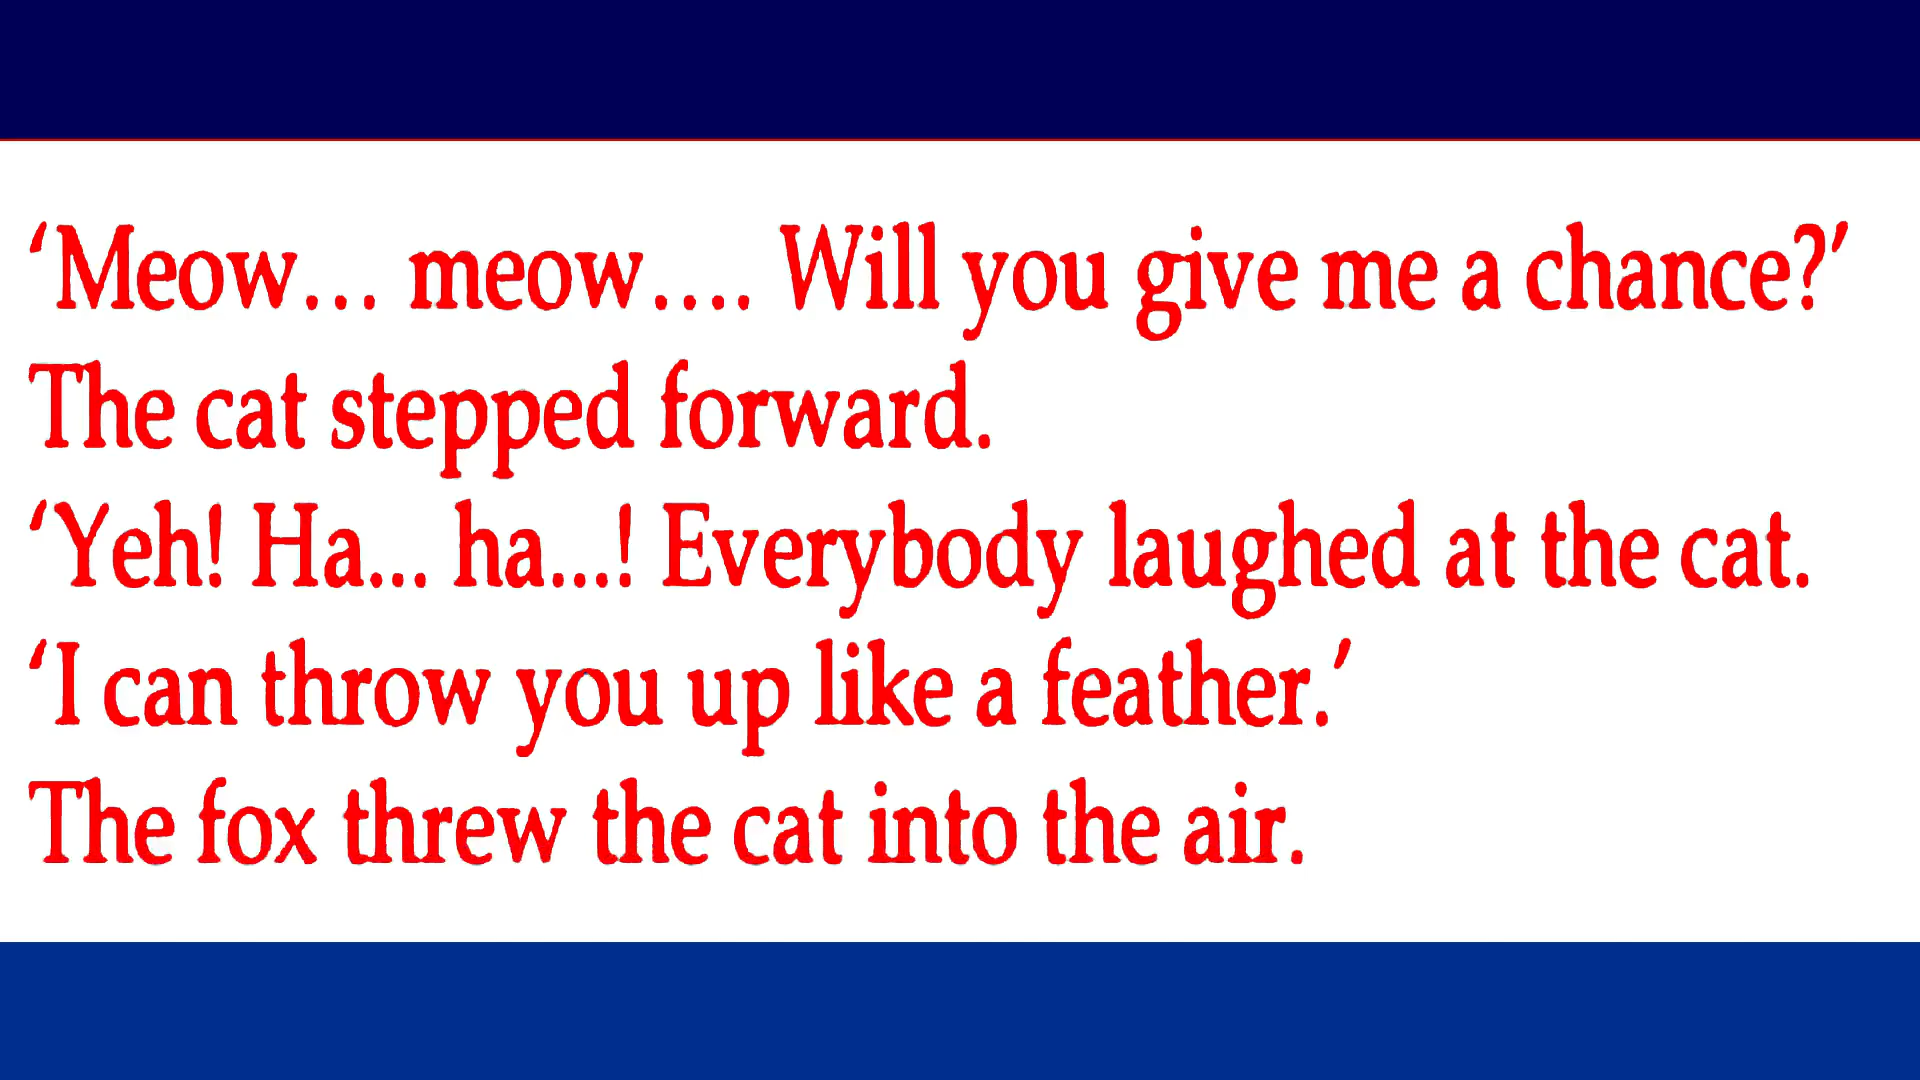 ‘Meow… meow…. Will you give me a chance?’
The cat stepped forward.
‘Yeh! Ha... ha...! Everybody laughed at the cat.
‘I can throw you up like a feather.’
The fox threw the cat into the air.